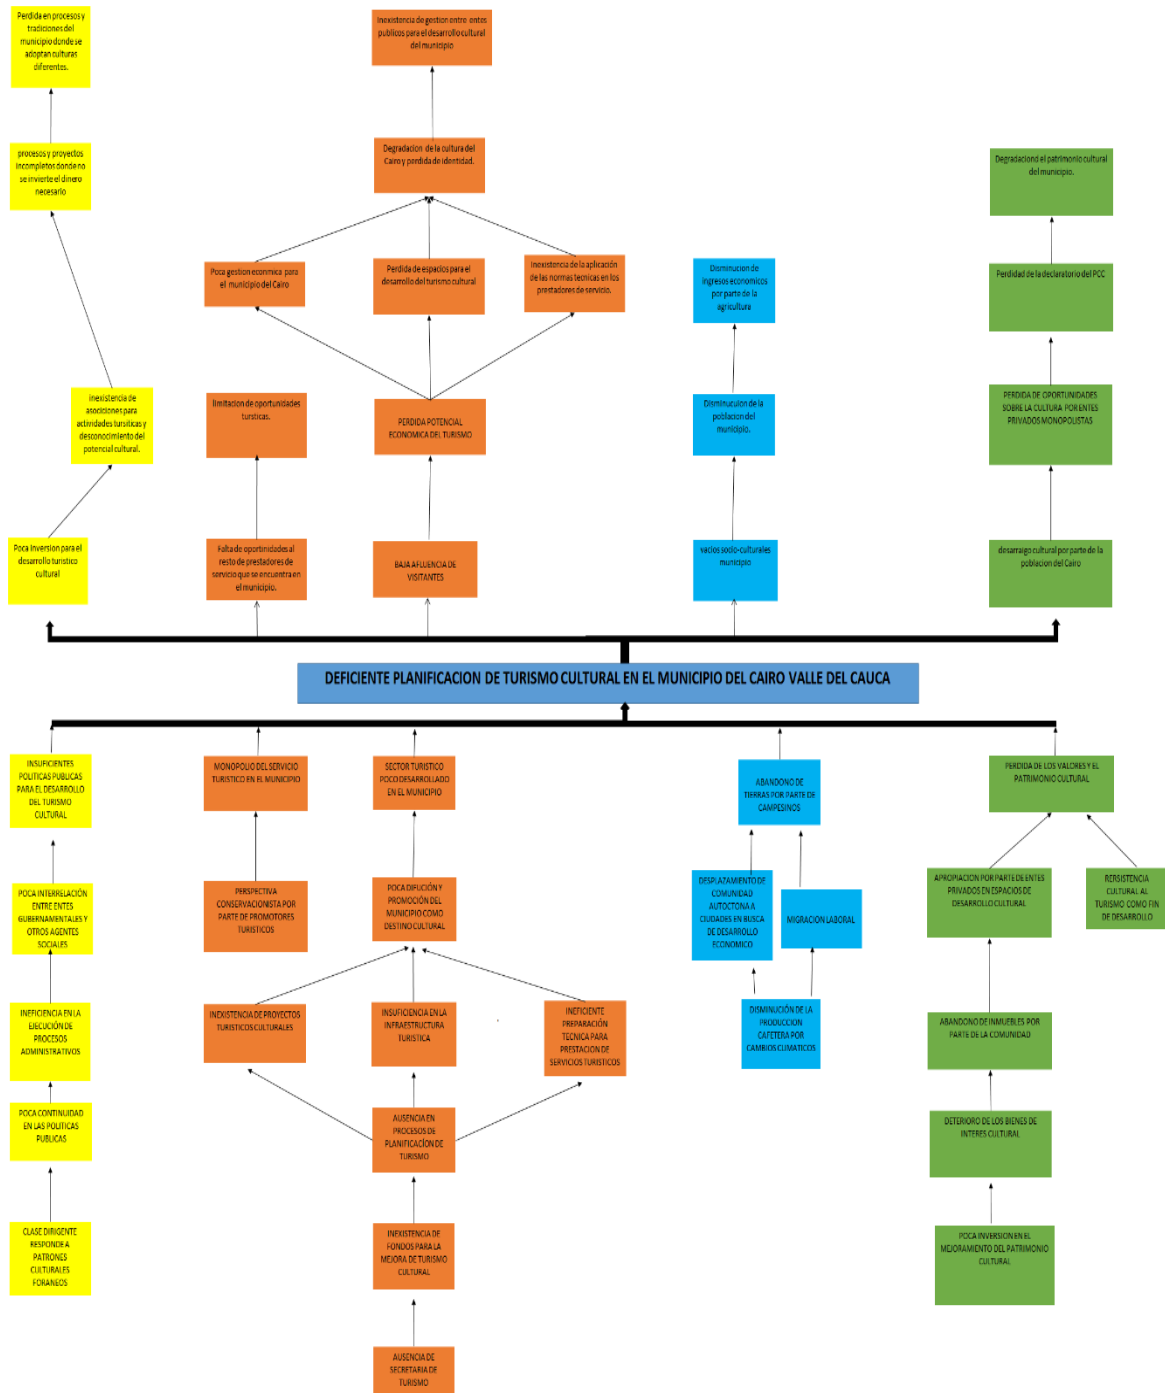 Perdida en procesos y
tradiciones del
municipio donde se
adoptan culturas
diferentes.
Inexistencia de gestion entre entes
publicos para el desarrollo cultural
del municipio
procesos y proyectos
incompletos donde no
se invierte el dinero
necesario
Degradacion de la cultura del
Cairo y perdida de identidad.
Degradaciond el patrimonio cultural
del municipio.
Poca gestion econmica para
el municipio del Cairo
Perdida de espacios para el
desarrollo del turismo cultural
Inexistencia de la aplicación
de las normas tecnicas en los
prestadores de servicio.
Disminucion de
ingresos economicos
por parte de la
agricultura
Perdidad de la declaratorio del PCC
inexistencia de
asociciones para
actividades tursiticas y
desconocimiento del
potencial cultural.
limitacion de oportunidades
tursticas.
PERDIDA POTENCIAL
ECONOMICA DEL TURISMO
Disminucuion de la
poblacion del
municipio.
PERDIDA DE OPORTUNIDADES
SOBRE LA CULTURA POR ENTES
PRIVADOS MONOPOLISTAS
Poca Inversion para el
desarrollo turistico
cultural
Falta de oportinidades al
resto de prestadores de
servicio que se encuentra en
el municipio.
BAJA AFLUENCIA DE
VISITANTES
vacios socio-culturales
municipio
desarraigo cultural por parte de la
poblacion del Cairo
DEFICIENTE PLANIFICACION DE TURISMO CULTURAL EN EL MUNICIPIO DEL CAIRO VALLE DEL CAUCA
INSUFICIENTES
POLITICAS PUBLICAS
PARA EL DESARROLLO
DEL TURISMO
CULTURAL
MONOPOLIO DEL SERVICIO
TURISTICO EN EL MUNICIPIO
SECTOR TURISTICO
POCO DESARROLLADO
EN EL MUNICIPIO
ABANDONO DE
TIERRAS POR PARTE DE
CAMPESINOS
PERDIDA DE LOS VALORES Y EL
PATRIMONIO CULTURAL
POCA INTERRELACIÓN
ENTRE ENTES
GUBERNAMENTALES Y
OTROS AGENTES
SOCIALES
PERSPECTIVA
CONSERVACIONISTA POR
PARTE DE PROMOTORES
TURISTICOS
POCA DIFUCIÓN Y
PROMOCIÓN DEL
MUNICIPIO COMO
DESTINO CULTURAL
DESPLAZAMIENTO DE
COMUNIDAD
AUTOCTONA A
CIUDADES EN BUSCA
DE DESARROLLO
ECONOMICO
MIGRACION LABORAL
APROPIACION POR PARTE DE ENTES
PRIVADOS EN ESPACIOS DE
DESARROLLO CULTURAL
RERSISTENCIA
CULTURAL AL
TURISMO COMO FIN
DE DESARROLLO
INEFICIENCIA EN LA
EJECUCIÓN DE
PROCESOS
ADMINISTRATIVOS
INEXISTENCIA DE PROYECTOS
TURISTICOS CULTURALES
INSUFICIENCIA EN LA
INFRAESTRUCTURA
TURISTICA
INEFICIENTE
PREPARACIÓN
TECNICA PARA
PRESTACION DE
SERVICIOS TURISTICOS
DISMINUCIÓN DE LA
PRODUCCION
CAFETERA POR
CAMBIOS CLIMATICOS
ABANDONO DE INMUEBLES POR
PARTE DE LA COMUNIDAD
POCA CONTINUIDAD
EN LAS POLITICAS
PUBLICAS
AUSENCIA EN
PROCESOS DE
PLANIFICACÍON DE
TURISMO
DETERIORO DE LOS BIENES DE
INTERES CULTURAL
CLASE DIRIGENTE
RESPONDE A
PATRONES
CULTURALES
FORANEOS
INEXISTENCIA DE
FONDOS PARA LA
MEJORA DE TURISMO
CULTURAL
POCA INVERSION EN EL
MEJORAMIENTO DEL PATRIMONIO
CULTURAL
AUSENCIA DE
SECRETARIA DE
TURISMO